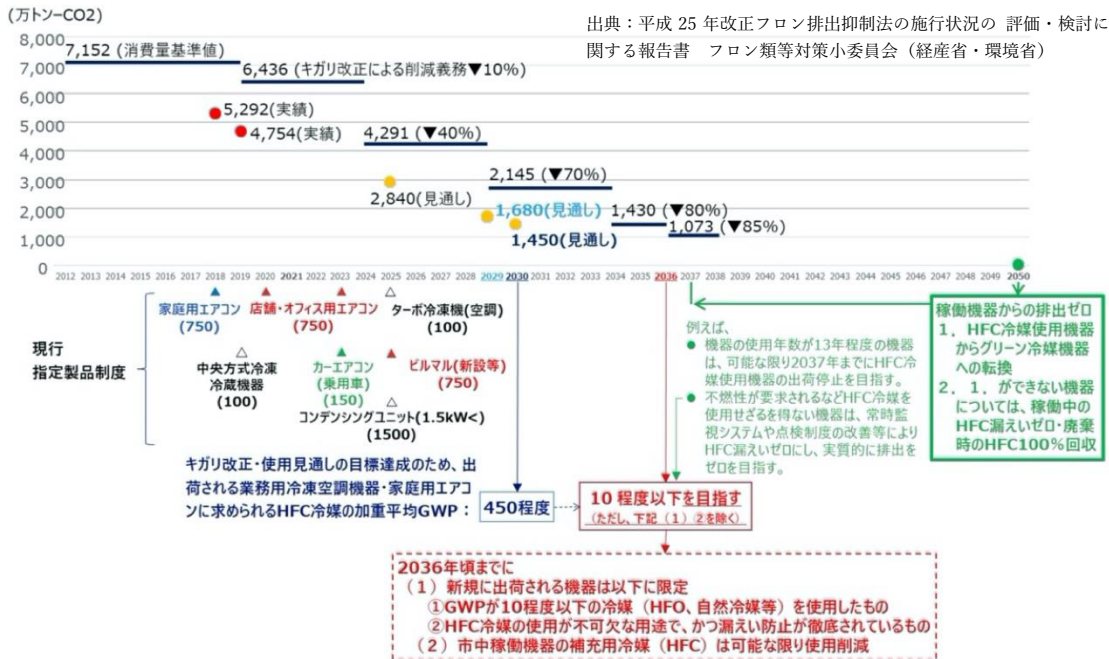 (万トン−CO2)
出典：平成 25 年改正フロン排出抑制法の施行状況の 評価・検討に
関する報告書　フロン類等対策小委員会（経産省・環境省）
8,000
7,152 (消費量基準値)
7,000
6,436 (キガリ改正による削減義務▼10%)
6,000
5,292(実績)
5,000
4,754(実績)
4,291 (▼40%)
4,000
3,000
2,840(見通し)
2,145 (▼70%)
2,000
1,680(見通し)
1,430 (▼80%)
1,450(見通し)
1,073 (▼85%)
1,000
0
2012 2013 2014 2015 2016 2017 2018 2019 2020 2021 2022 2023 2024 2025 2026 2027 2028 2029 2030 2031 2032 2033 2034 2035 2036 2037 2038 2039 2040 2041 2042 2043 2044 2045 2046 2047 2048 2049 2050
現行
指定製品制度
家庭用エアコン
(750)
店舗・オフィス用エアコン
(750)
ターボ冷凍機(空調)
(100)
中央方式冷凍
冷蔵機器
(100)
カーエアコン
(乗用車)
(150)
ビルマル(新設等)
(750)
コンデンシングユニット(1.5kW<)
(1500)
例えば、
● 機器の使用年数が13年程度の機器
は、可能な限り2037年までにHFC冷
媒使用機器の出荷停止を目指す。
● 不燃性が要求されるなどHFC冷媒を
使用せざるを得ない機器は、常時監
視システムや点検制度の改善等により
HFC漏えいゼロにし、実質的に排出を
ゼロを目指す。
稼働機器からの排出ゼロ
1．HFC冷媒使用機器
からグリーン冷媒機器
への転換
2．1．ができない機器
については、稼働中の
HFC漏えいゼロ・廃棄
時のHFC100%回収
キガリ改正・使用見通しの目標達成のため、出
荷される業務用冷凍空調機器・家庭用エアコ
ンに求められるHFC冷媒の加重平均GWP：
450程度
10 程度以下を目指す
（ただし、下記（1）②を除く）
2036年頃までに
（1）新規に出荷される機器は以下に限定
①GWPが10程度以下の冷媒（HFO、自然冷媒等）を使用したもの
②HFC冷媒の使用が不可欠な用途で、かつ漏えい防止が徹底されているもの
（2）市中稼働機器の補充用冷媒（HFC）は可能な限り使用削減